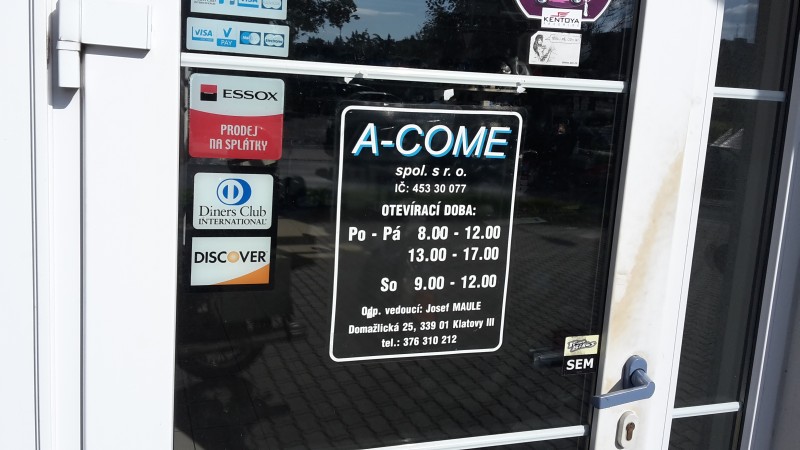 VISA
VISA
PAY
KENTOYA
ESSOX
PRODEJ
NA SPLÁTKY
Diners Club
INTERNATIONAL
DISCOVER
A-COME
spol. s r. o.
IČ: 453 30 077
OTEVÍRACÍ DOBA:
Po - Pá 8.00 - 12.00
13.00 - 17.00
So 9.00 - 12.00
Odp. vedoucí: Josef MAULE
Domažlická 25, 339 01 Klatovy III
tel.: 376 310 212
SEM